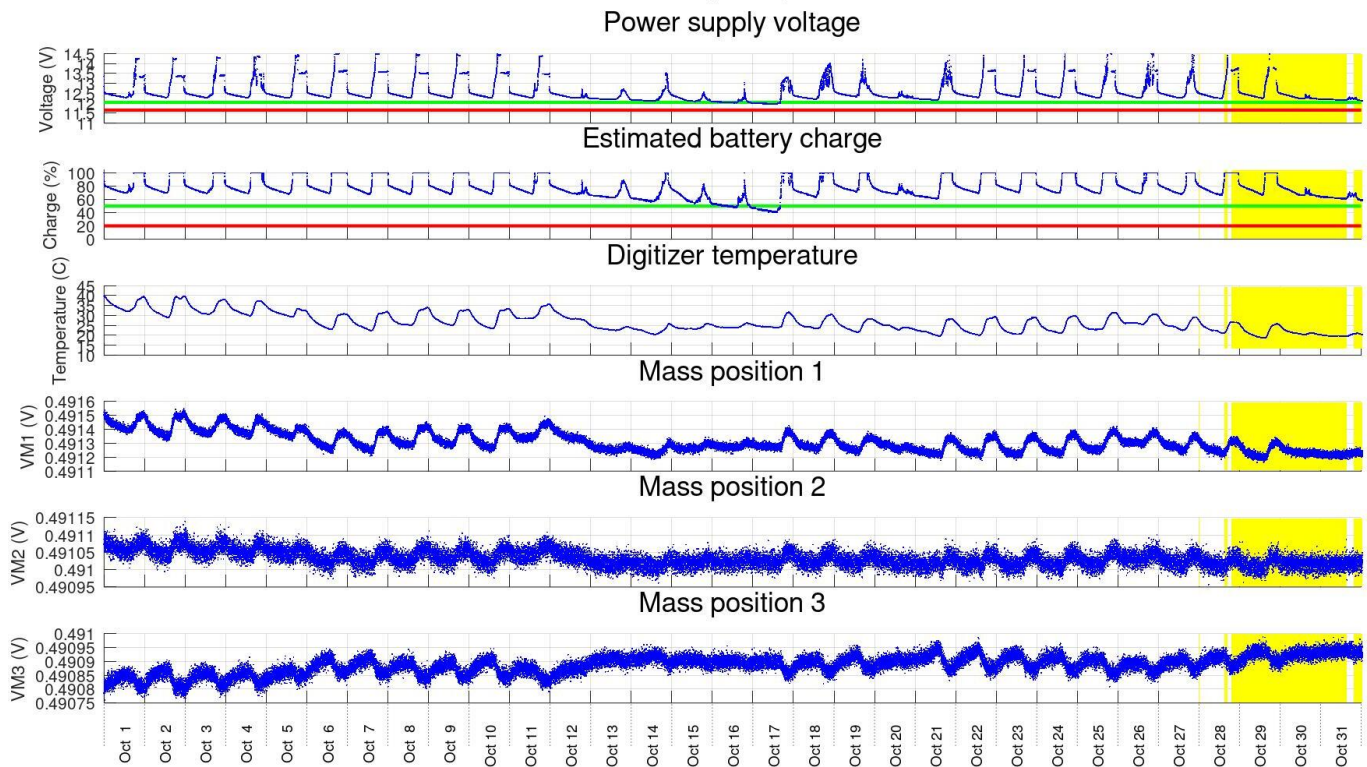 Power supply voltage
Voltage (V)
14.5
14
13.5
13
12.5
12
11.5
11
Estimated battery charge
Charge (%)
100
80
60
40
20
0
Digitizer temperature
Temperature (C)
45
40
35
30
25
20
15
10
Mass position 1
VM1 (V)
0.4916
0.4915
0.4914
0.4913
0.4912
0.4911
Mass position 2
VM2 (V)
0.49115
0.4911
0.49105
0.491
0.49095
Mass position 3
VM3 (V)
0.491
0.49095
0.4909
0.49085
0.4908
0.49075
Oct 1
Oct 2
Oct 3
Oct 4
Oct 5
Oct 6
Oct 7
Oct 8
Oct 9
Oct 10
Oct 11
Oct 12
Oct 13
Oct 14
Oct 15
Oct 16
Oct 17
Oct 18
Oct 19
Oct 20
Oct 21
Oct 22
Oct 23
Oct 24
Oct 25
Oct 26
Oct 27
Oct 28
Oct 29
Oct 30
Oct 31